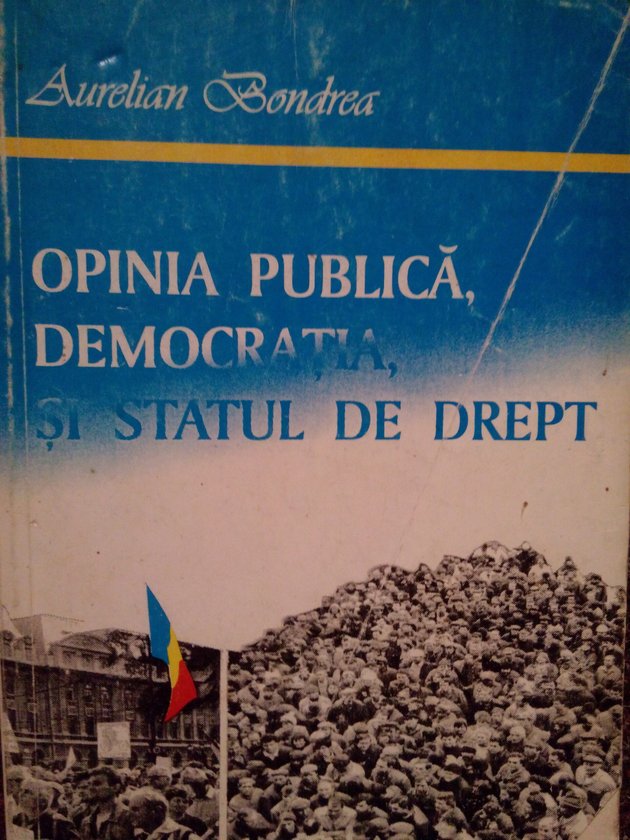 Aurelian Bondrea
OPINIA PUBLICĂ,
DEMOCRAȚIA,
ȘI STATUL DE DREPT